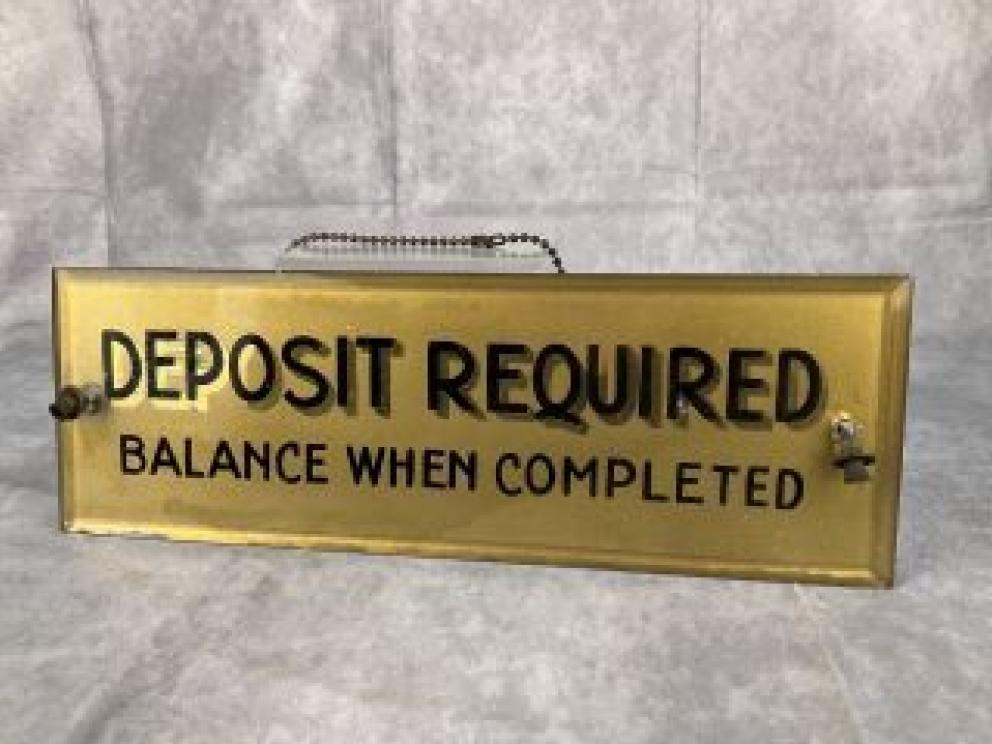 DEPOSIT REQUIRED
BALANCE WHEN COMPLETED